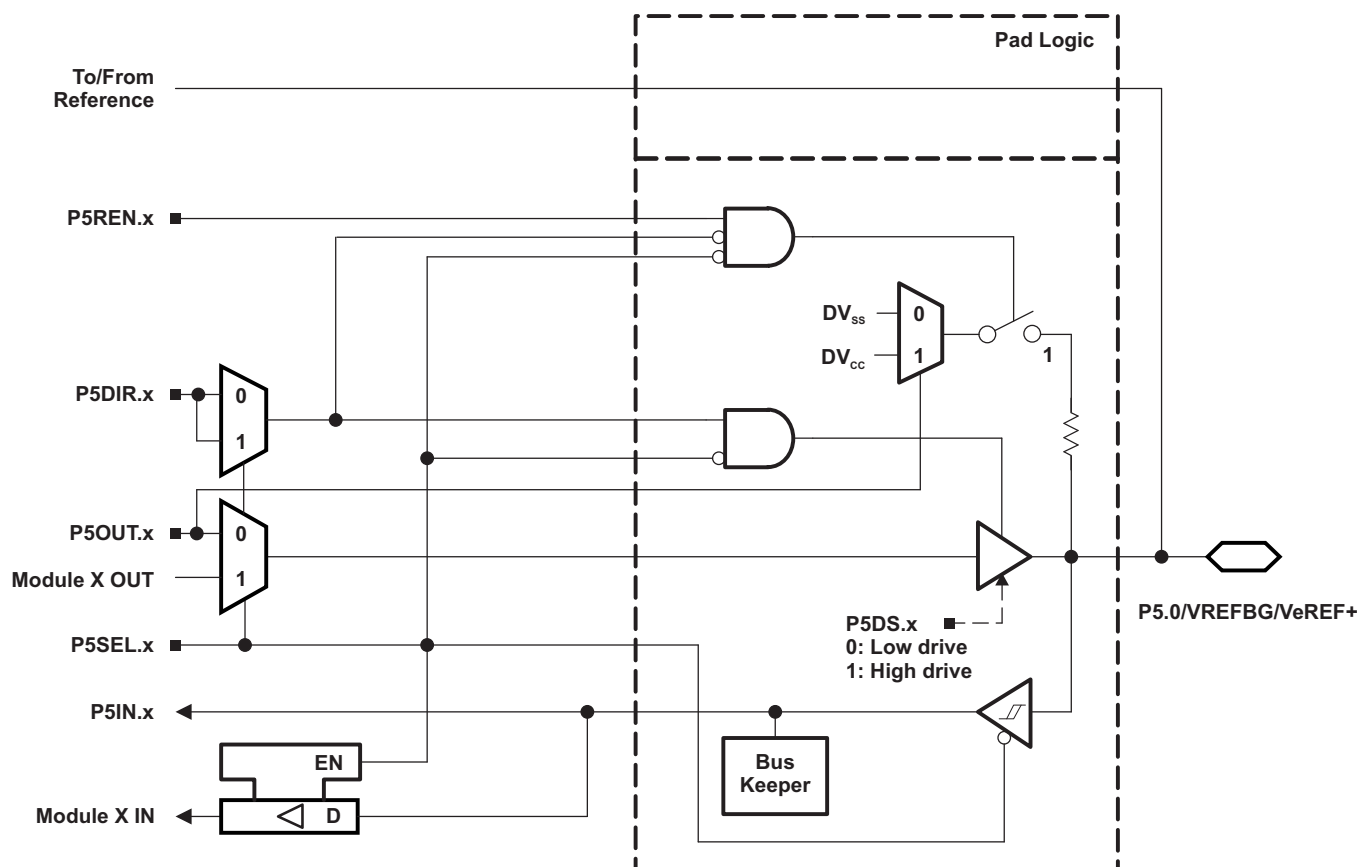 Pad Logic
To/From
Reference
P5REN.x
DVSS
0
DVCC
1
1
P5DIR.x
0
1
P5OUT.x
0
Module X OUT
1
P5.0/VREFBG/VeREF+
P5DS.x
0: Low drive
1: High drive
P5SEL.x
P5IN.x
Bus
Keeper
EN
Module X IN
D